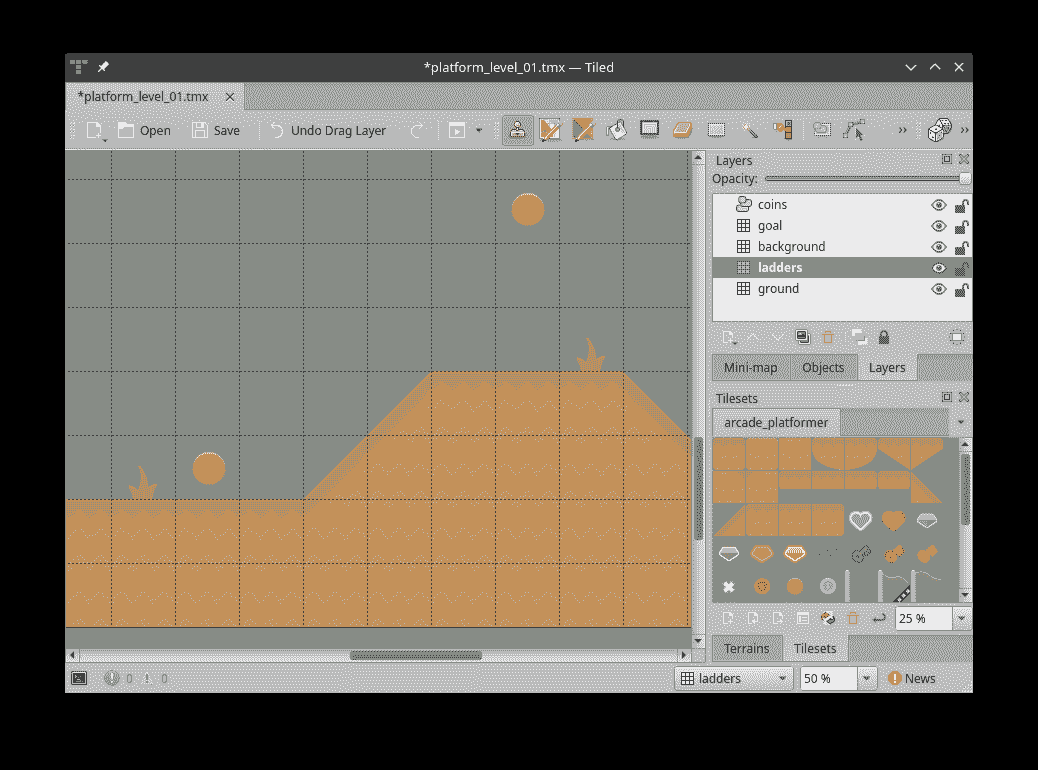 *platform_level_01.tmx — Tiled
*platform_level_01.tmx
Open Save Undo Drag Layer
Layers
Opacity:
coins
goal
background
ladders
ground
Mini-map Objects Layers
Tilesets
arcade_platformer
25 %
Terrains Tilesets
0 0 ladders 50 % News